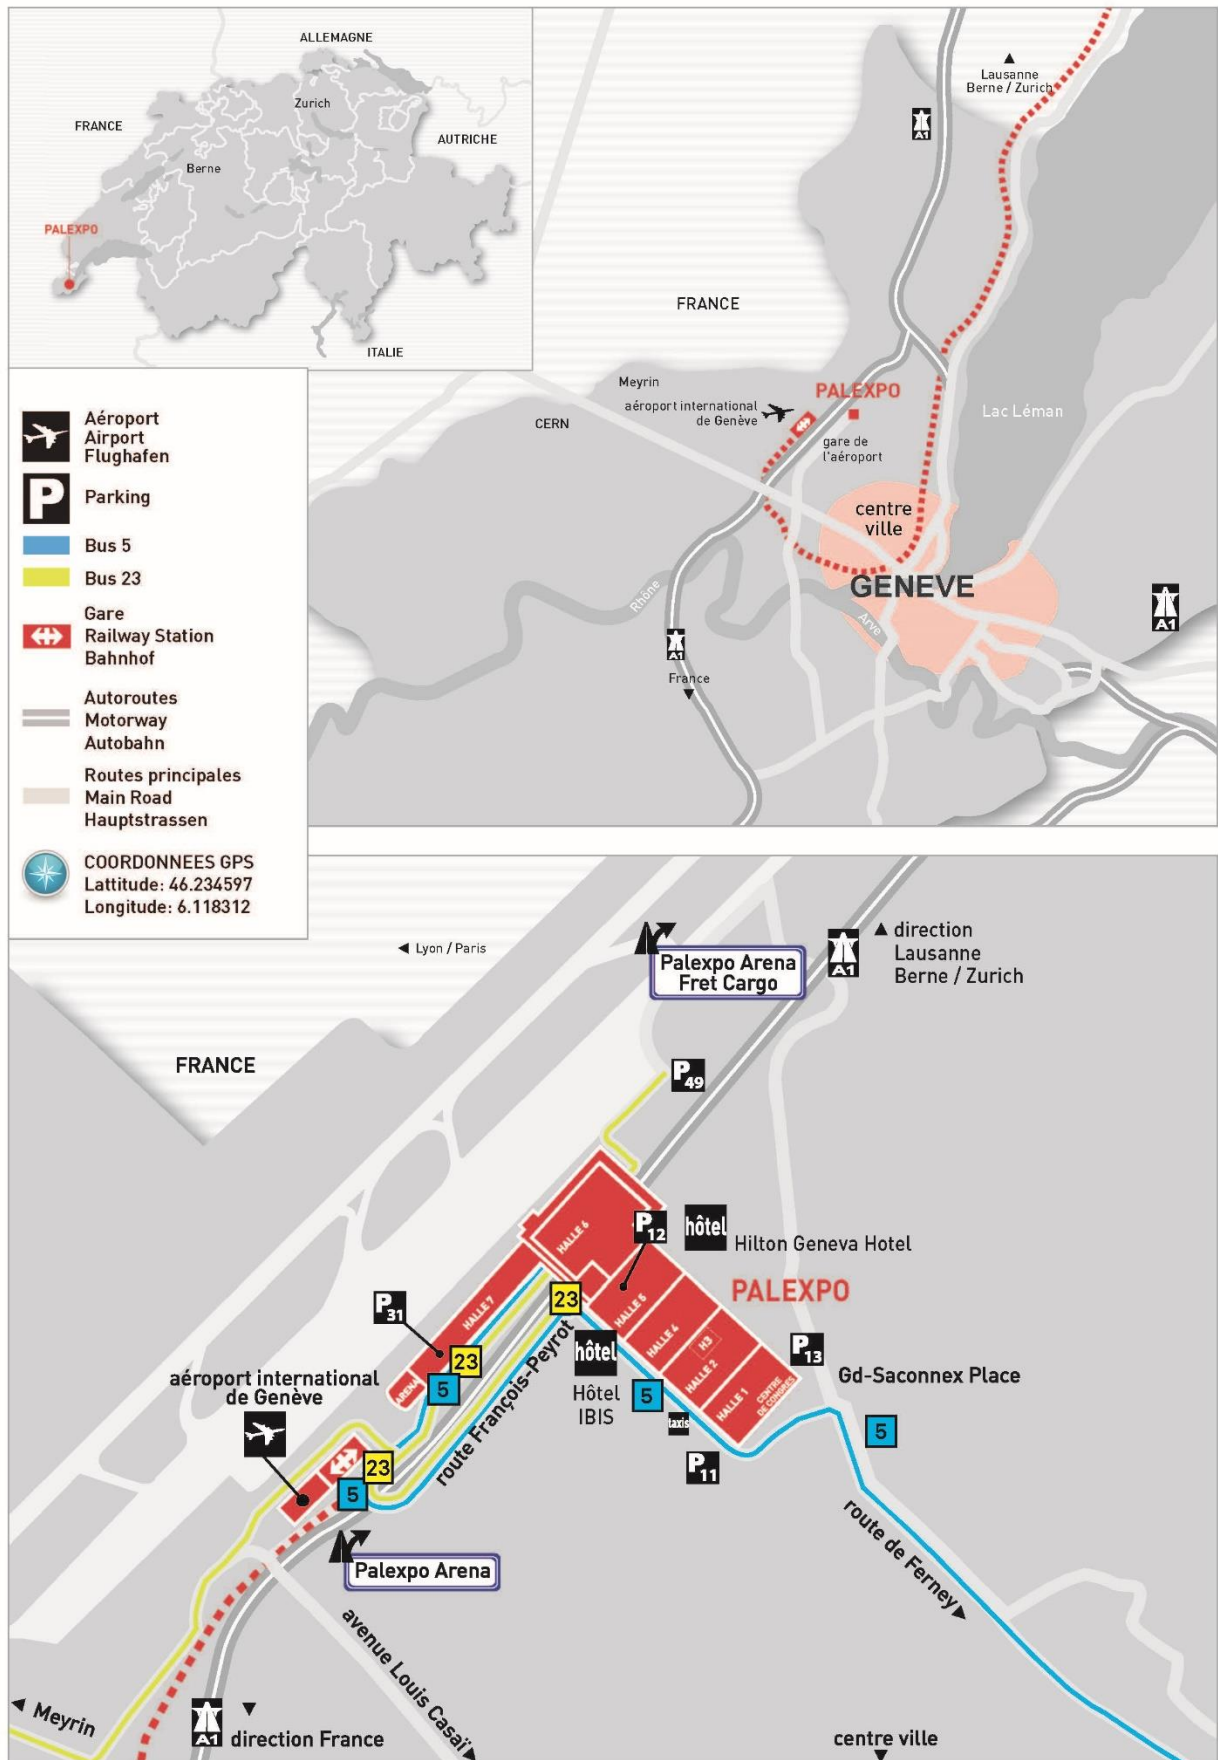 ALLEMAGNE
Zurich
FRANCE
AUTRICHE
Berne
PALEXPO
ITALIE
Lausanne
Berne / Zurich
A1
FRANCE
Meyrin
PALEXPO
aéroport international
de Genève
CERN
Lac Léman
gare de
l'aéroport
centre
ville
GENEVE
Rhône
Arve
A1
A1
France
Aéroport
Airport
Flughafen
P
Parking
Bus 5
Bus 23
Gare
Railway Station
Bahnhof
Autoroutes
Motorway
Autobahn
Routes principales
Main Road
Hauptstrassen
COORDONNEES GPS
Lattitude: 46.234597
Longitude: 6.118312
Lyon / Paris
Palexpo Arena
Fret Cargo
A1
direction
Lausanne
Berne / Zurich
FRANCE
P49
HALLE 6
P12
hôtel
Hilton Geneva Hotel
PALEXPO
HALLE 7
23
HALLE 5
HALLE 4
H3
HALLE 2
HALLE 1
CENTRE
DE CONGRES
P31
P13
hôtel
Hôtel
IBIS
Gd-Saconnex Place
23
5
ARENA
aéroport international
de Genève
route François-Peyrot
5
taxis
P11
5
23
5
Palexpo Arena
route de Ferney
avenue Louis Casaï
Meyrin
A1
direction France
centre ville